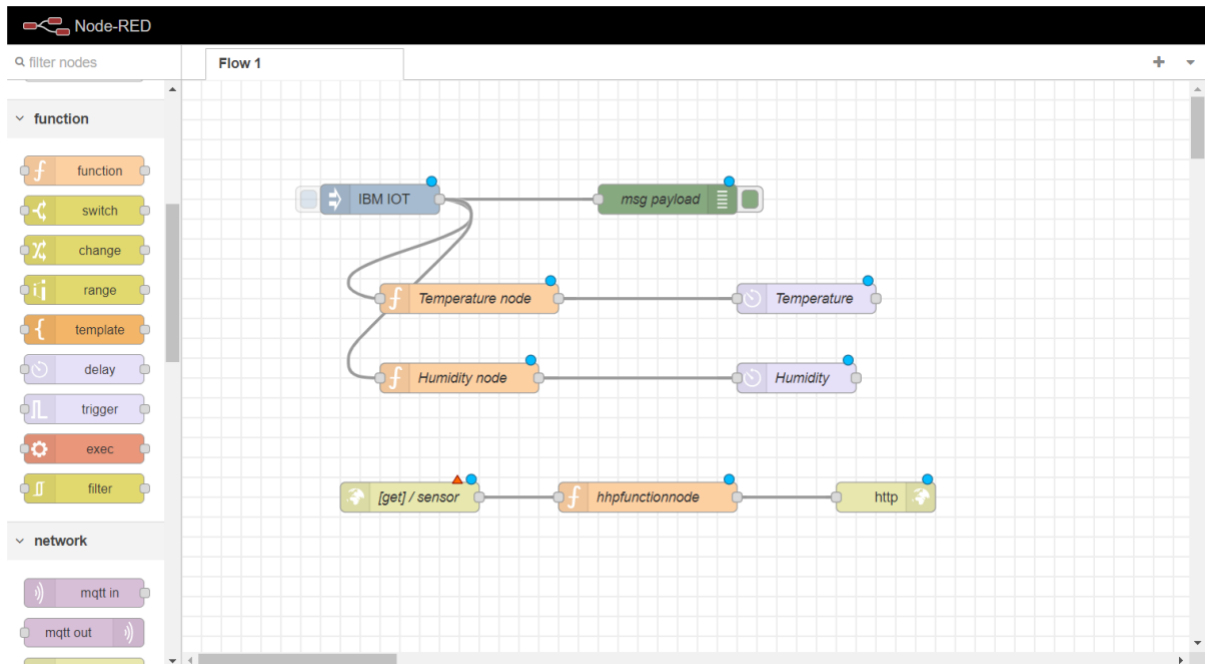 Node-RED
filter nodes
Flow 1
function
function
switch
change
range
template
delay
trigger
exec
filter
network
mqtt in
mqtt out
IBM IOT
msg payload
Temperature node
Temperature
Humidity node
Humidity
[get] / sensor
hhpfunctionnode
http